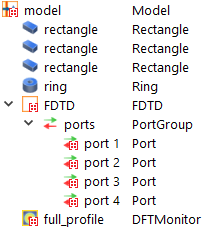 model Model
rectangle Rectangle
rectangle Rectangle
rectangle Rectangle
ring Ring
FDTD FDTD
ports PortGroup
port 1 Port
port 2 Port
port 3 Port
port 4 Port
full_profile DFTMonitor